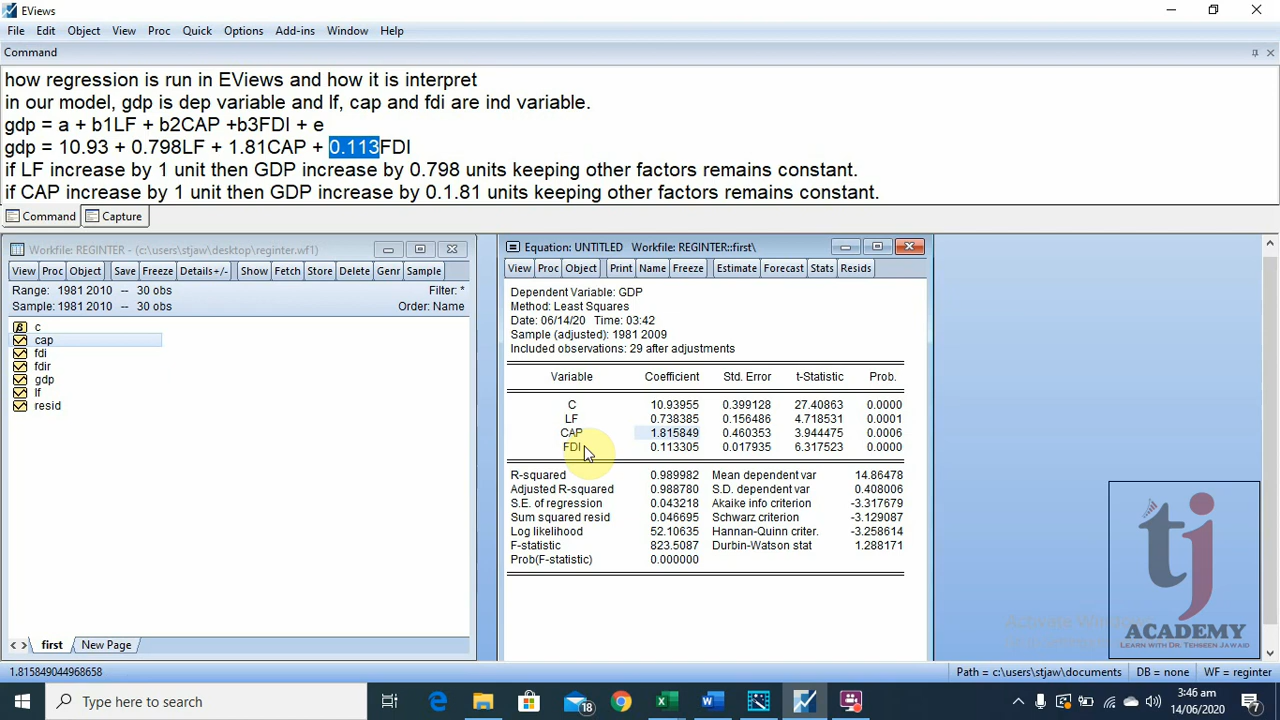 EViews
File Edit Object View Proc Quick Options Add-ins Window Help
Command
how regression is run in EViews and how it is interpret
in our model, gdp is dep variable and lf, cap and fdi are ind variable.
gdp = a + b1LF + b2CAP +b3FDI + e
gdp = 10.93 + 0.798LF + 1.81CAP + 0.113FDI
if LF increase by 1 unit then GDP increase by 0.798 units keeping other factors remains constant.
if CAP increase by 1 unit then GDP increase by 0.1.81 units keeping other factors remains constant.
Command Capture
Workfile: REGINTER - (c:\users\stjaw\desktop\reginter.wf1)
View Proc Object Save Freeze Details+/- Show Fetch Store Delete Genr Sample
Range: 1981 2010 -- 30 obs Filter: *
Sample: 1981 2010 -- 30 obs Order: Name
c
cap
fdi
fdir
gdp
lf
resid
first New Page
Equation: UNTITLED Workfile: REGINTER::first\
View Proc Object Print Name Freeze Estimate Forecast Stats Resids
Dependent Variable: GDP
Method: Least Squares
Date: 06/14/20 Time: 03:42
Sample (adjusted): 1981 2009
Included observations: 29 after adjustments
Variable Coefficient Std. Error t-Statistic Prob.
C 10.93955 0.399128 27.40863 0.0000
LF 0.738385 0.156486 4.718531 0.0001
CAP 1.815849 0.460353 3.944475 0.0006
FDI 0.113305 0.017935 6.317523 0.0000
R-squared 0.989982 Mean dependent var 14.86478
Adjusted R-squared 0.988780 S.D. dependent var 0.408006
S.E. of regression 0.043218 Akaike info criterion -3.317679
Sum squared resid 0.046695 Schwarz criterion -3.129087
Log likelihood 52.10635 Hannan-Quinn criter. -3.258614
F-statistic 823.5087 Durbin-Watson stat 1.288171
Prob(F-statistic) 0.000000
tj
ACADEMY
LEARN WITH DR. TEHSEEN JAWAID
1.815849044968658 Path = c:\users\stjaw\documents DB = none WF = reginter
Type here to search
18
3:46 am
14/06/2020
7